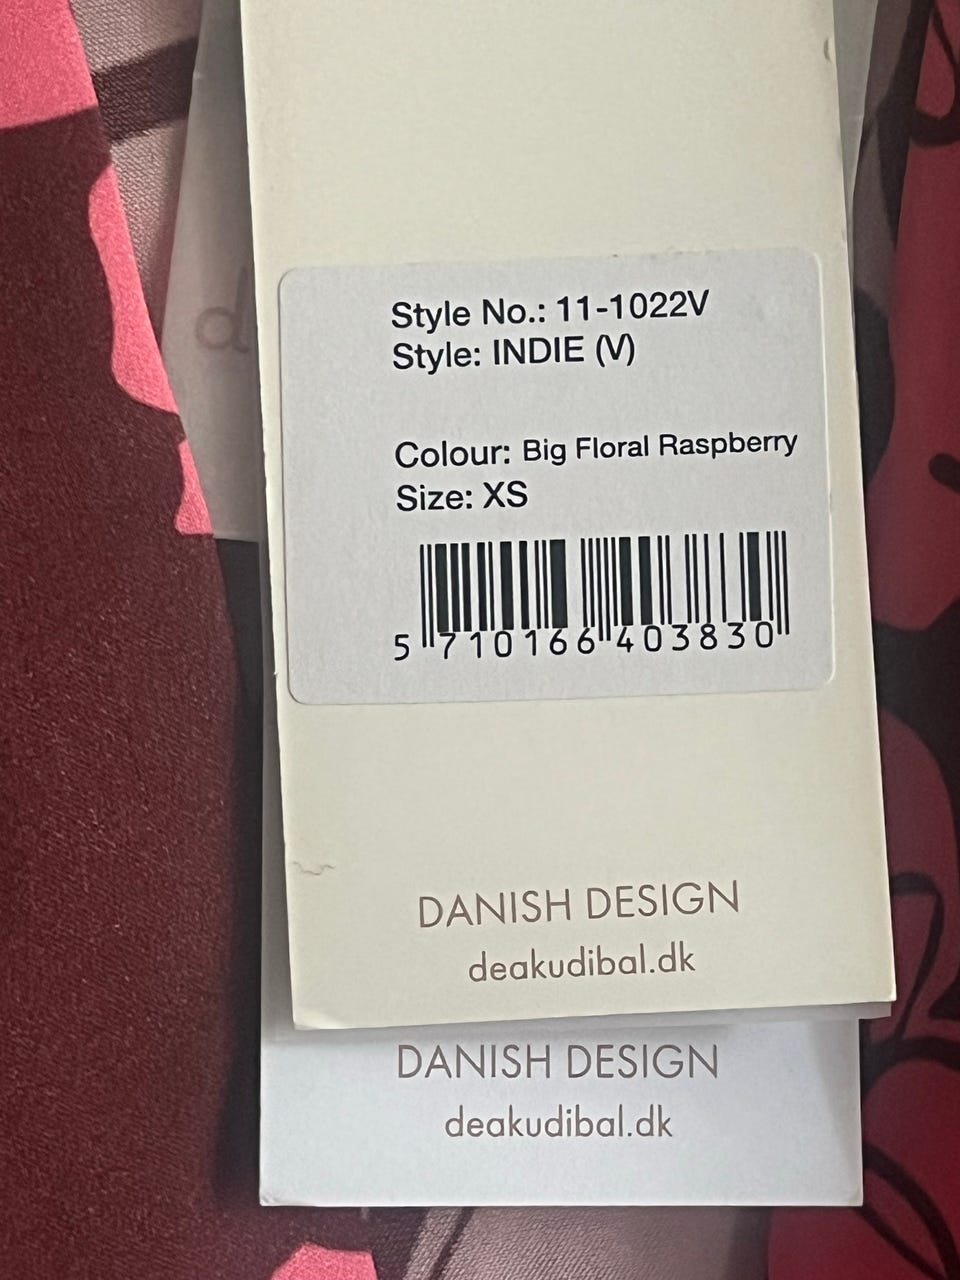 d
Style No.: 11-1022V
Style: INDIE (V)
Colour: Big Floral Raspberry
Size: XS
5 710166 403830
DANISH DESIGN
deakudibal.dk
DANISH DESIGN
deakudibal.dk